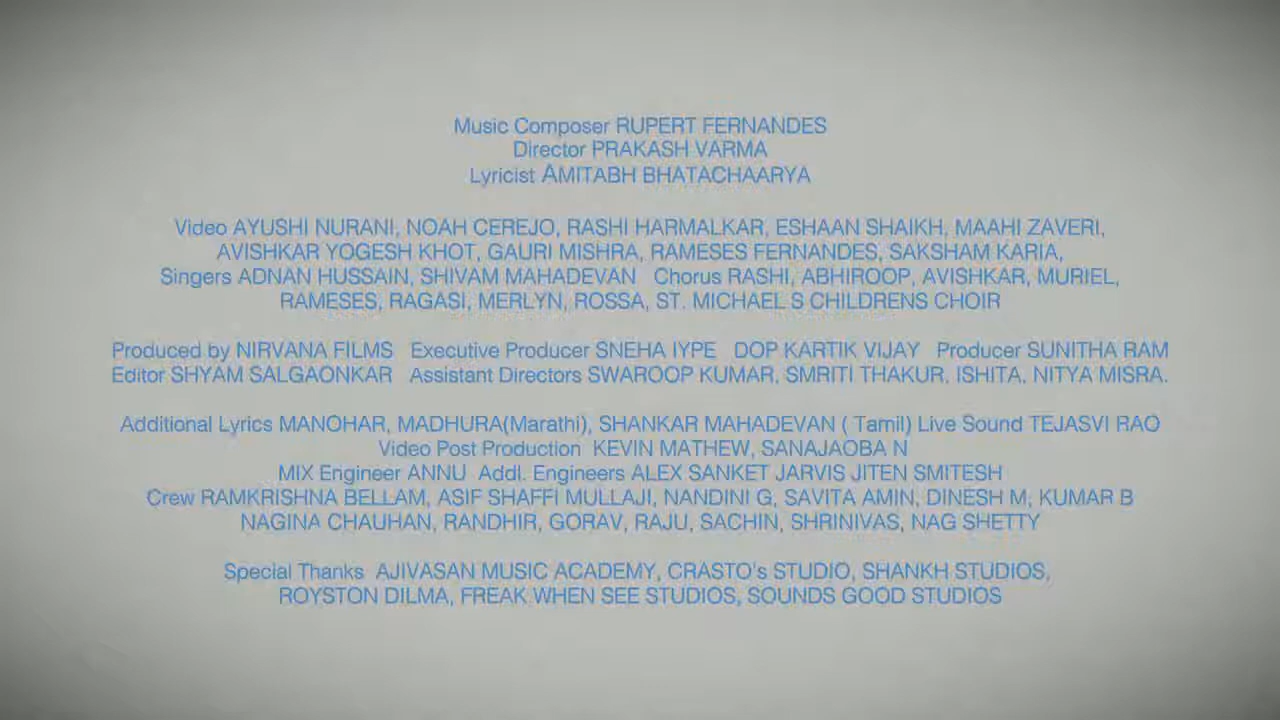 Music Composer RUPERT FERNANDES
Director PRAKASH VARMA
Lyricist AMITABH BHATACHAARYA
Video AYUSHI NURANI, NOAH CEREJO, RASHI HARMALKAR, ESHAAN SHAIKH, MAAHI ZAVERI,
AVISHKAR YOGESH KHOT, GAURI MISHRA, RAMESES FERNANDES, SAKSHAM KARIA,
Singers ADNAN HUSSAIN, SHIVAM MAHADEVAN Chorus RASHI, ABHIROOP, AVISHKAR, MURIEL,
RAMESES, RAGASI, MERLYN, ROSSA, ST. MICHAEL S CHILDRENS CHOIR
Produced by NIRVANA FILMS Executive Producer SNEHA IYPE DOP KARTIK VIJAY Producer SUNITHA RAM
Editor SHYAM SALGAONKAR Assistant Directors SWAROOP KUMAR, SMRITI THAKUR, ISHITA, NITYA MISRA.
Additional Lyrics MANOHAR, MADHURA(Marathi), SHANKAR MAHADEVAN ( Tamil) Live Sound TEJASVI RAO
Video Post Production KEVIN MATHEW, SANAJAOBA N
MIX Engineer ANNU Addl. Engineers ALEX SANKET JARVIS JITEN SMITESH
Crew RAMKRISHNA BELLAM, ASIF SHAFFI MULLAJI, NANDINI G, SAVITA AMIN, DINESH M, KUMAR B
NAGINA CHAUHAN, RANDHIR, GORAV, RAJU, SACHIN, SHRINIVAS, NAG SHETTY
Special Thanks AJIVASAN MUSIC ACADEMY, CRASTO's STUDIO, SHANKH STUDIOS,
ROYSTON DILMA, FREAK WHEN SEE STUDIOS, SOUNDS GOOD STUDIOS